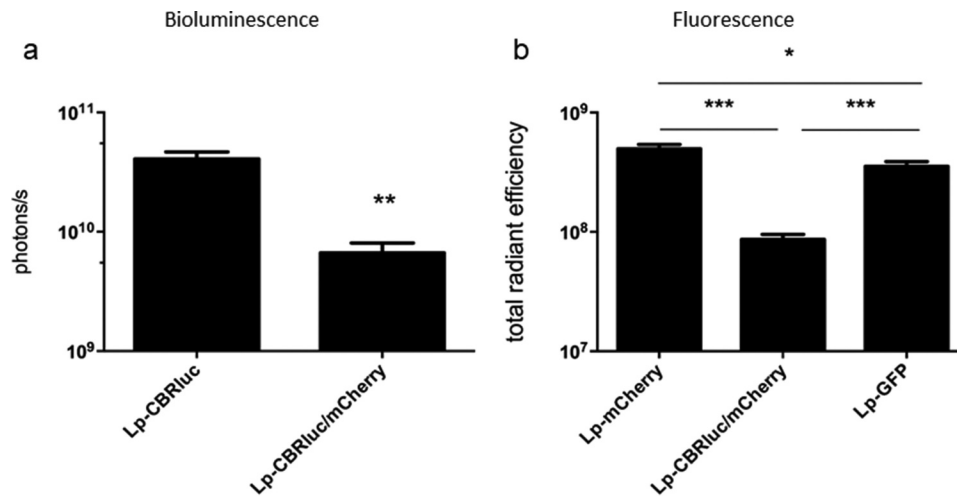 Bioluminescence
Fluorescence
a
b
photons/s
10^11
10^10
10^9
**
Lp-CBRluc
Lp-CBRluc/mCherry
total radiant efficiency
10^9
10^8
10^7
*
***
***
Lp-mCherry
Lp-CBRluc/mCherry
Lp-GFP